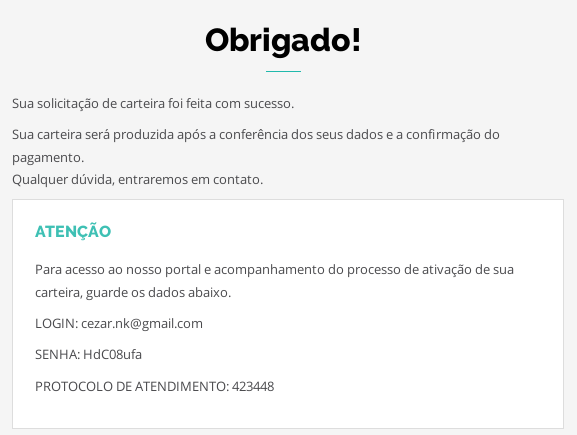 Obrigado!
Sua solicitação de carteira foi feita com sucesso.
Sua carteira será produzida após a conferência dos seus dados e a confirmação do
pagamento.
Qualquer dúvida, entraremos em contato.
ATENÇÃO
Para acesso ao nosso portal e acompanhamento do processo de ativação de sua
carteira, guarde os dados abaixo.
LOGIN: cezar.nk@gmail.com
SENHA: HdC08ufa
PROTOCOLO DE ATENDIMENTO: 423448